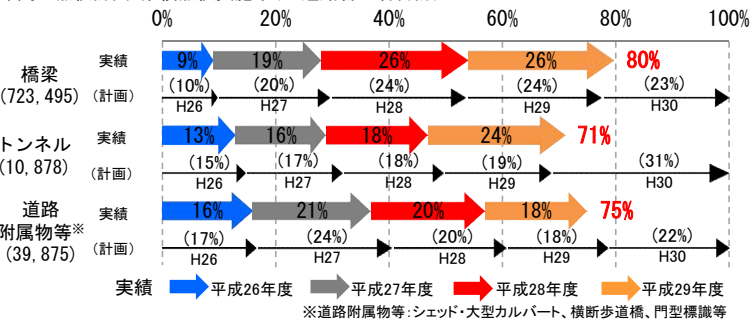 0% 20% 40% 60% 80% 100%
橋梁
(723,495)
実績 9% 19% 26% 26% 80%
(計画) (10%) (20%) (24%) (24%) (23%)
H26 H27 H28 H29 H30
トンネル
(10,878)
実績 13% 16% 18% 24% 71%
(計画) (15%) (17%) (18%) (19%) (31%)
H26 H27 H28 H29 H30
道路
附属物等※
(39,875)
実績 16% 21% 20% 18% 75%
(計画) (17%) (24%) (20%) (18%) (22%)
H26 H27 H28 H29 H30
実績 平成26年度 平成27年度 平成28年度 平成29年度
※道路附属物等:シェッド・大型カルバート、横断歩道橋、門型標識等